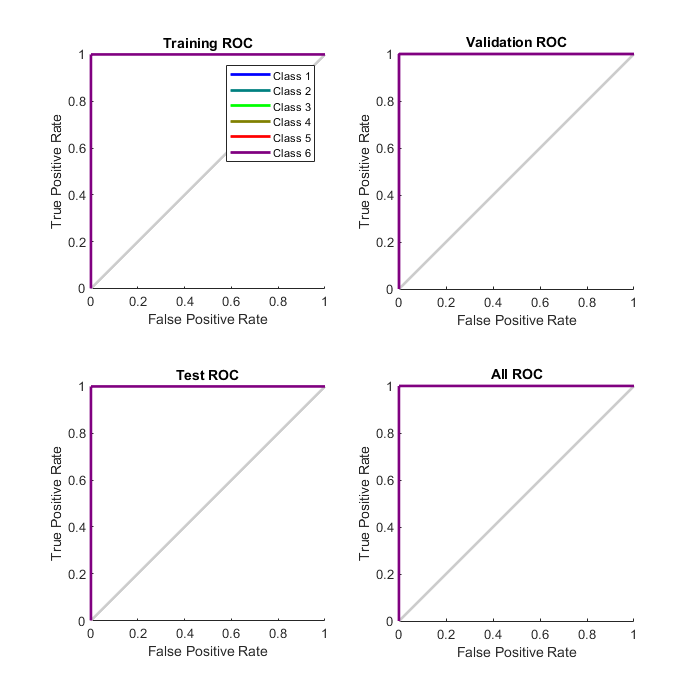 Training ROC
1
0.8
0.6
0.4
0.2
0
True Positive Rate
Class 1
Class 2
Class 3
Class 4
Class 5
Class 6
0 0.2 0.4 0.6 0.8 1
False Positive Rate
Validation ROC
1
0.8
0.6
0.4
0.2
0
True Positive Rate
0 0.2 0.4 0.6 0.8 1
False Positive Rate
Test ROC
1
0.8
0.6
0.4
0.2
0
True Positive Rate
0 0.2 0.4 0.6 0.8 1
False Positive Rate
All ROC
1
0.8
0.6
0.4
0.2
0
True Positive Rate
0 0.2 0.4 0.6 0.8 1
False Positive Rate